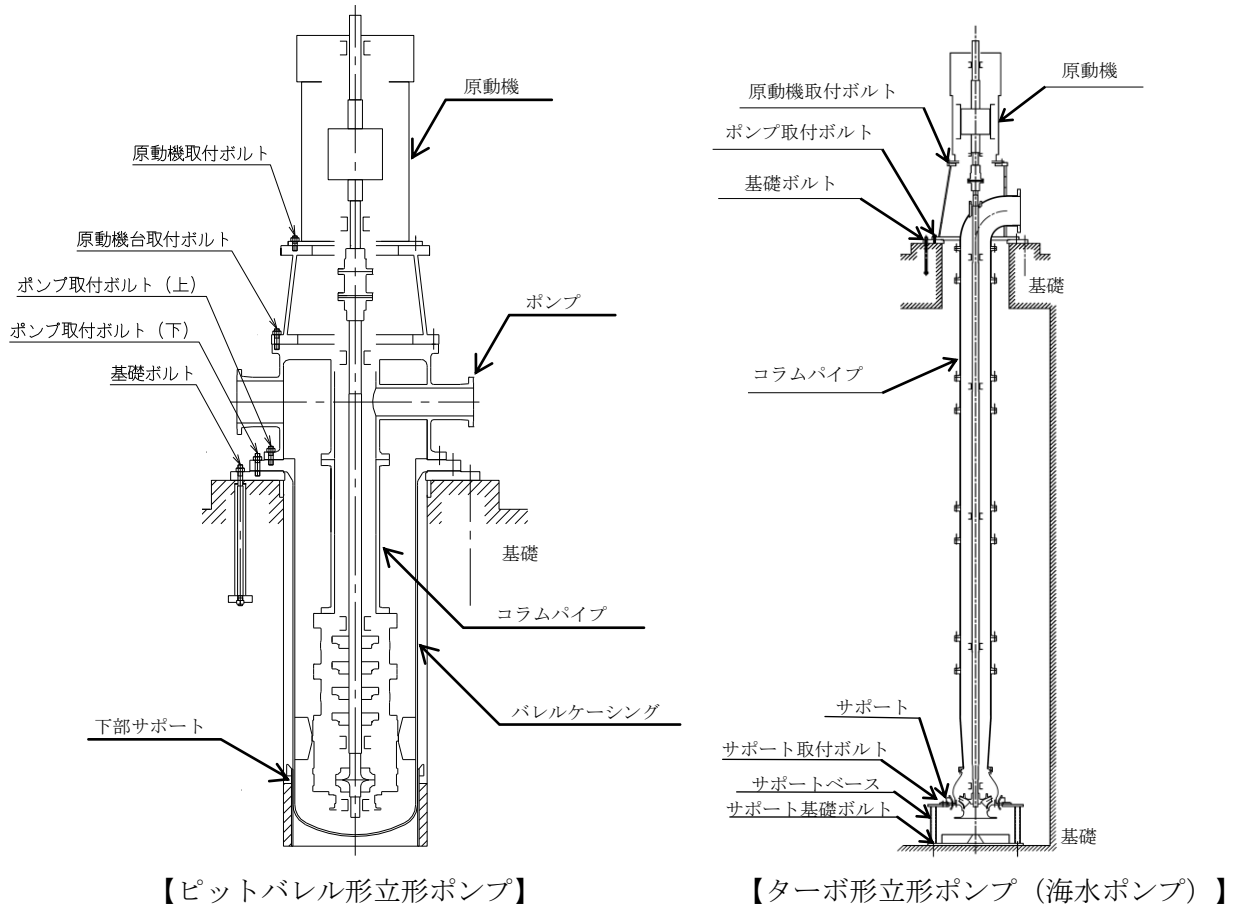 原動機
原動機取付ボルト
原動機台取付ボルト
ポンプ取付ボルト（上）
ポンプ取付ボルト（下）
基礎ボルト
ポンプ
基礎
コラムパイプ
バレルケーシング
下部サポート
【ピットバレル形立形ポンプ】
原動機
原動機取付ボルト
ポンプ取付ボルト
基礎ボルト
基礎
コラムパイプ
サポート
サポート取付ボルト
サポートベース
サポート基礎ボルト
基礎
【ターボ形立形ポンプ（海水ポンプ）】